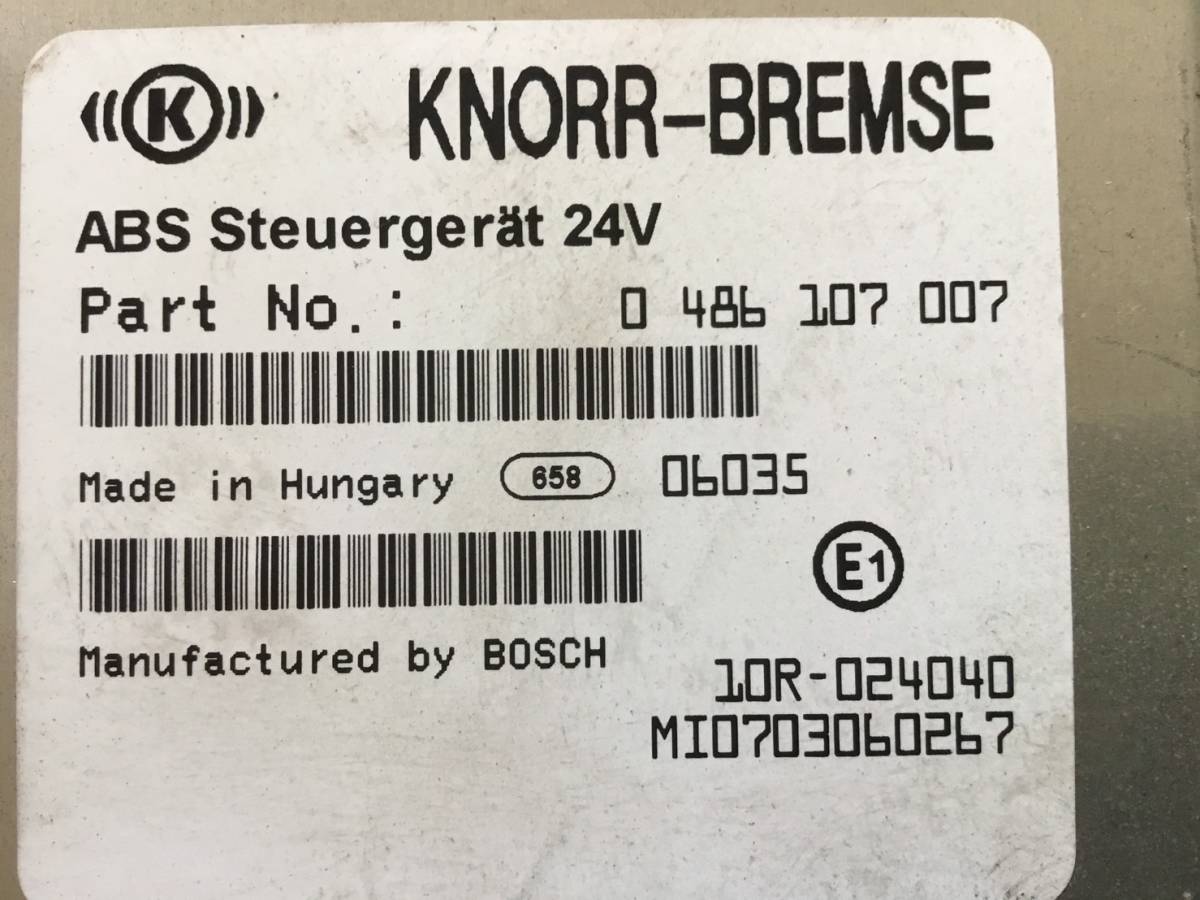 K KNORR-BREMSE
ABS Steuergerät 24V
Part No.: 0 486 107 007
Made in Hungary 658 06035
E1
Manufactured by BOSCH
10R-024040
MI0703060267